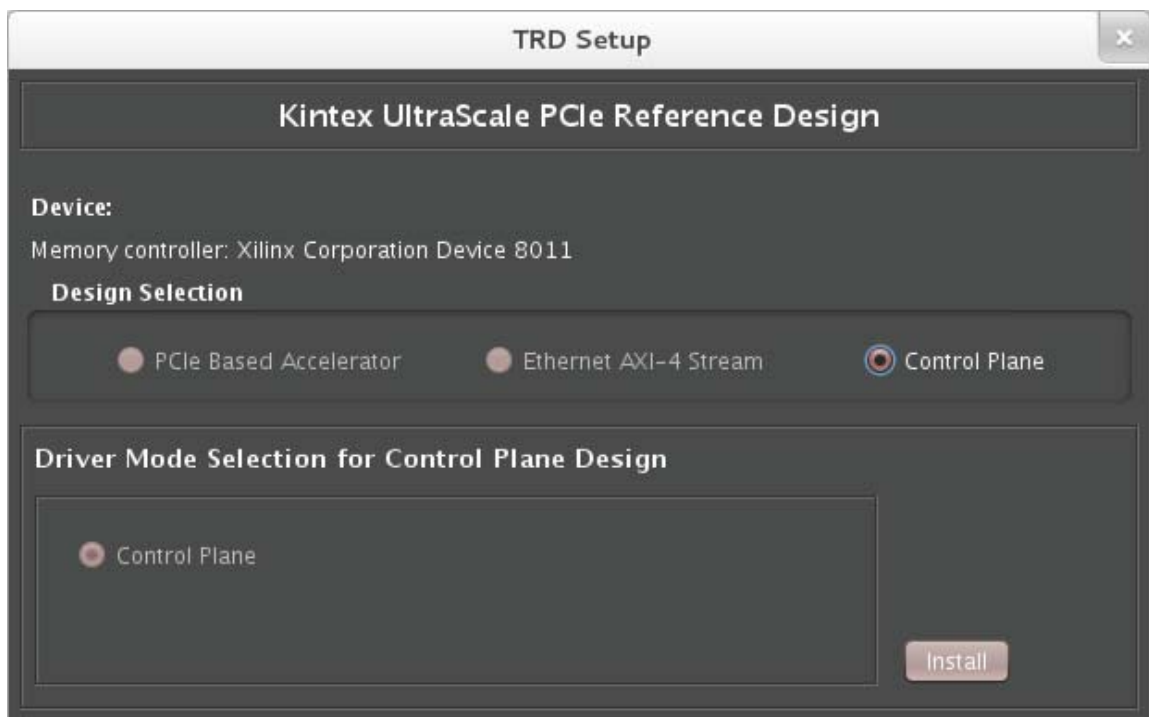 TRD Setup
Kintex UltraScale PCIe Reference Design
Device:
Memory controller: Xilinx Corporation Device 8011
Design Selection
PCIe Based Accelerator Ethernet AXI-4 Stream Control Plane
Driver Mode Selection for Control Plane Design
Control Plane
Install